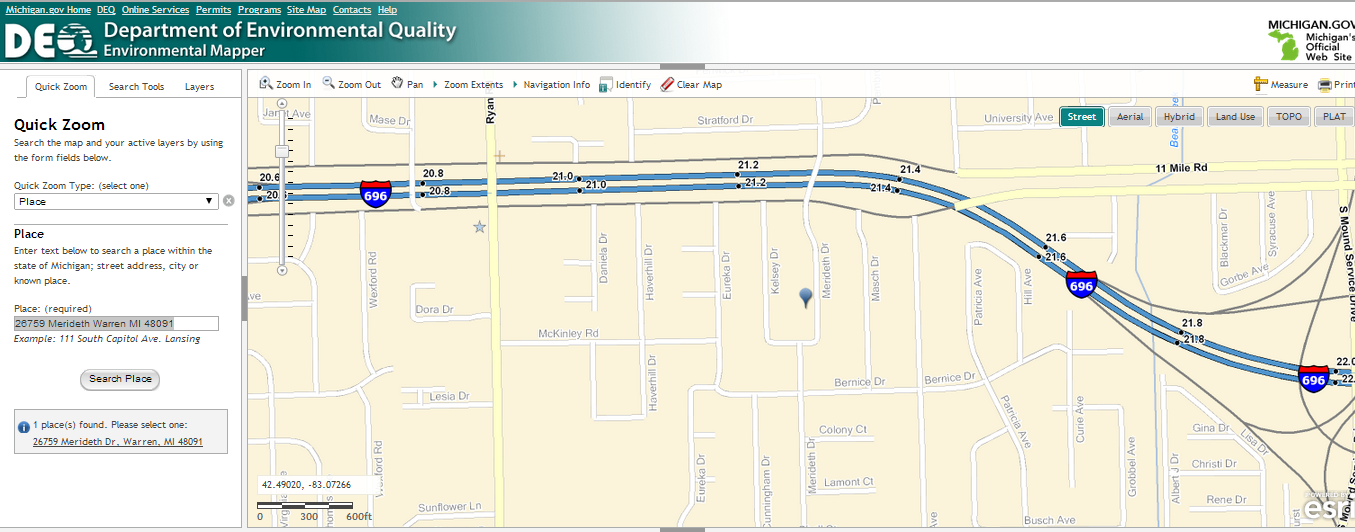 Michigan.gov Home DEQ Online Services Permits Programs Site Map Contacts Help
DEQ Department of Environmental Quality
Environmental Mapper
MICHIGAN.GOV
Michigan's
Official
Web Site
Quick Zoom Search Tools Layers
Zoom In Zoom Out Pan Zoom Extents Navigation Info Identify Clear Map Measure Print
Street Aerial Hybrid Land Use TOPO PLAT
Quick Zoom
Search the map and your active layers by using
the form fields below.
Quick Zoom Type: (select one)
Place
Place
Enter text below to search a place within the
state of Michigan; street address, city or
known place.
Place: (required)
26759 Merideth Warren MI 48091
Example: 111 South Capitol Ave. Lansing
Search Place
1 place(s) found. Please select one:
26759 Merideth Dr, Warren, MI 48091
Mase Dr
Ryan
Stratford Dr
University Ave
11 Mile Rd
20.6
20.8
21.0
21.2
21.4
20.8
21.0
21.2
21.4
696
21.6
21.6
696
21.8
21.8
22.0
696
Wexford Rd
Daniela Dr
Haverhill Dr
Eureka Dr
Kelsey Dr
Merideth Dr
Masch Dr
Patricia Ave
Hill Ave
Blackmar Dr
Syracuse Ave
Gorbe Ave
S Mound Service Drive
Dora Dr
McKinley Rd
Haverhill Dr
Bernice Dr
Bernice Dr
Lesia Dr
Patricia Ave
Curie Ave
Gina Dr
Lisa Dr
Colony Ct
Christi Dr
Eureka Dr
Cunningham Dr
Merideth Dr
Grobbel Ave
Albert J Dr
Lamont Ct
Rene Dr
Sunflower Ln
Busch Ave
42.49020, -83.07266
0 300 600ft
POWERED BY
esri